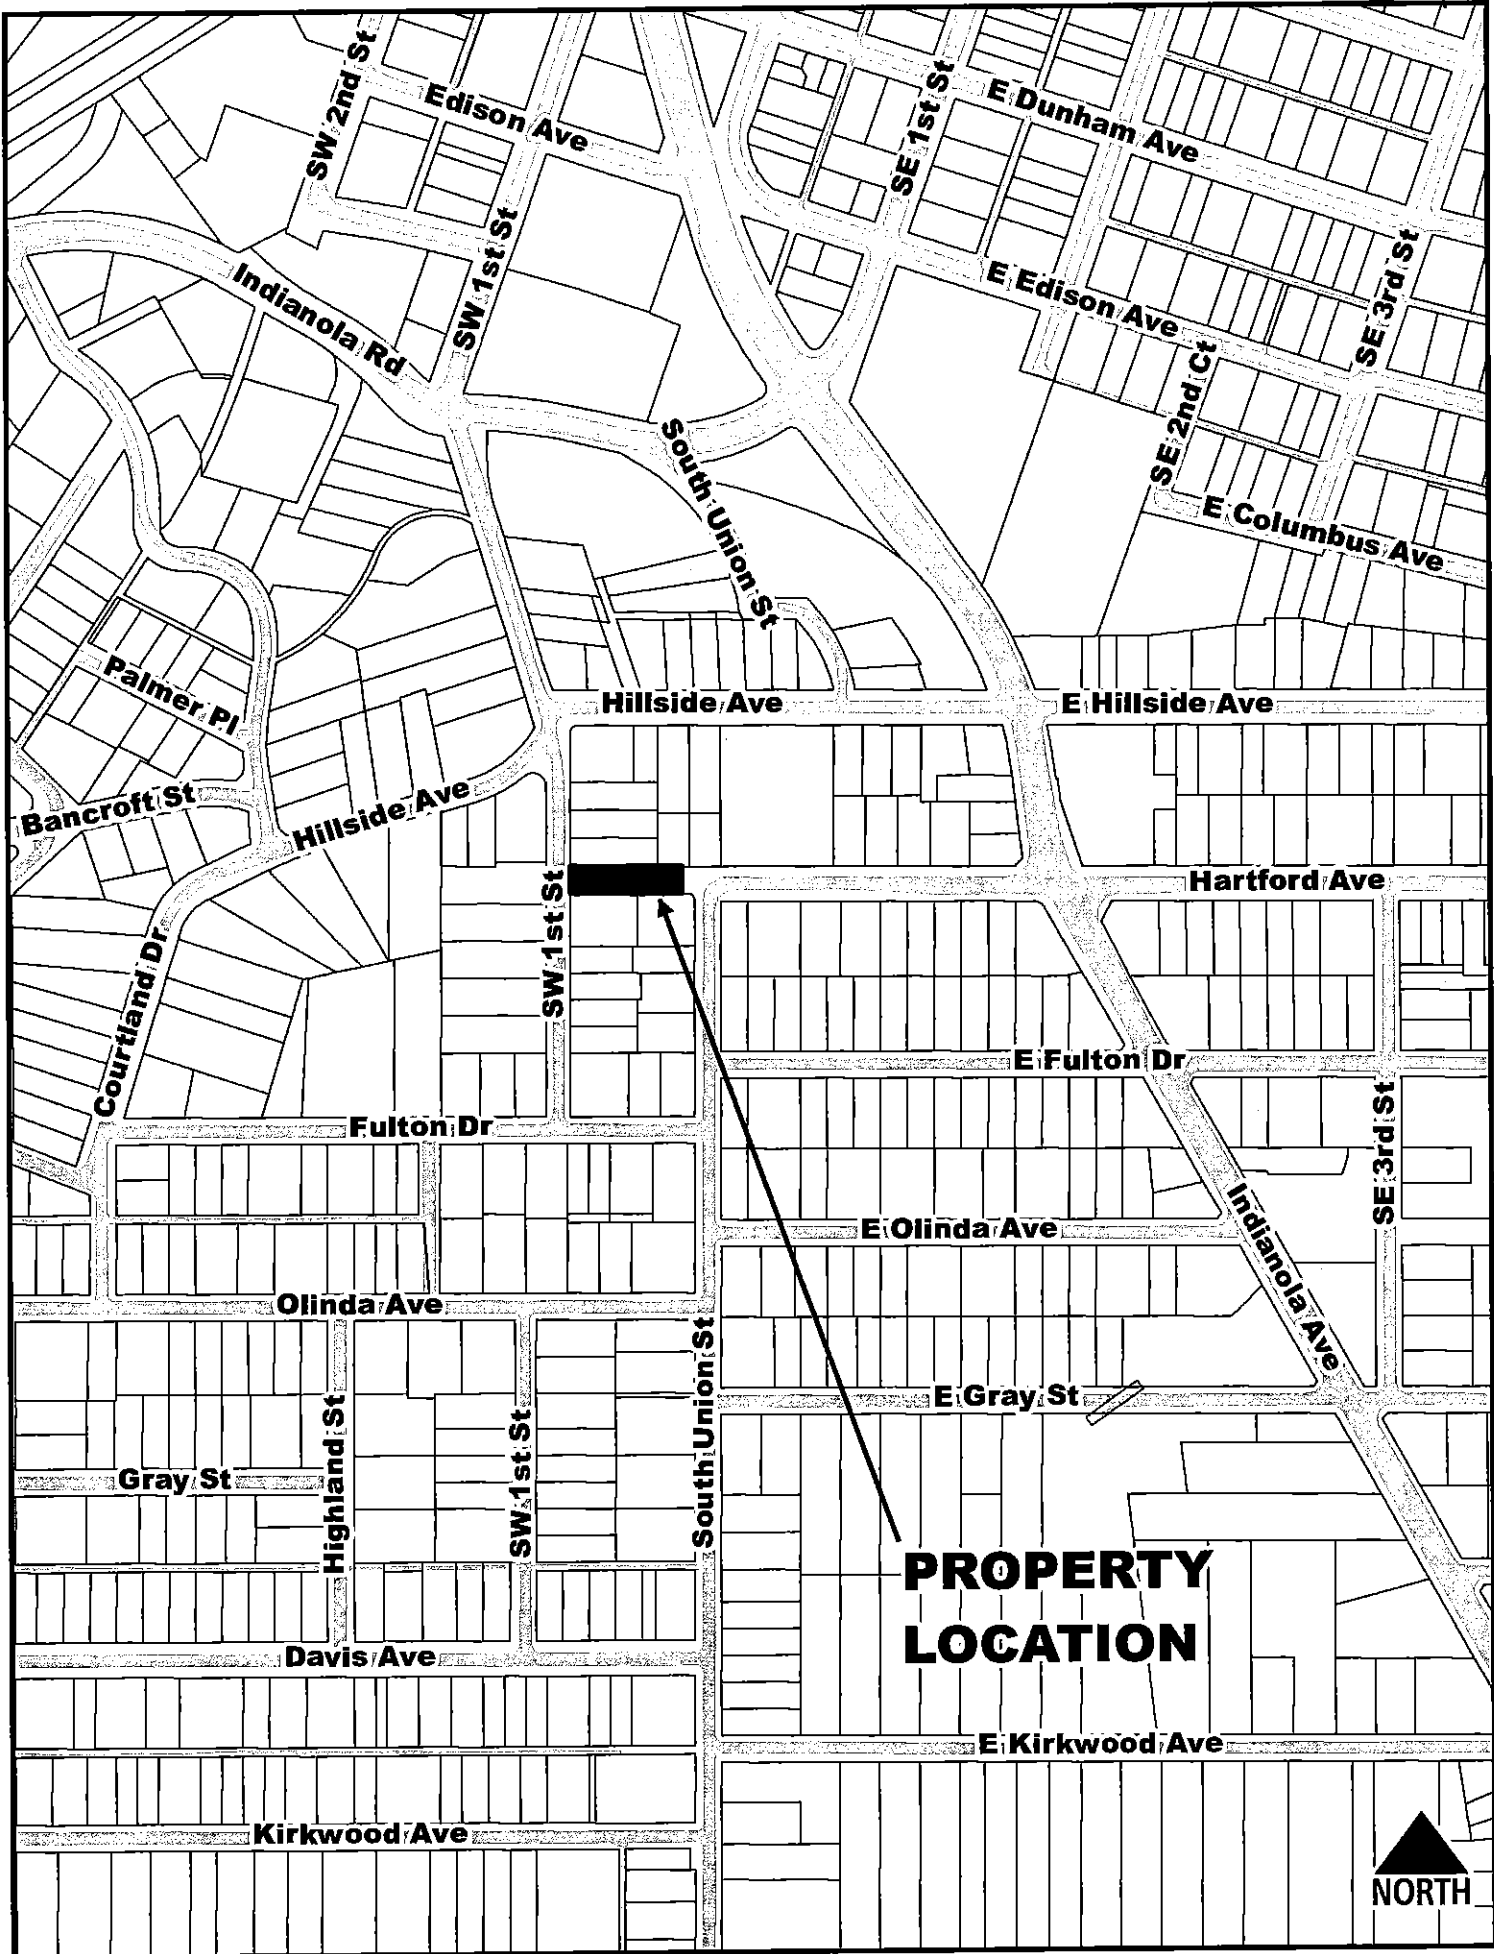 SW 2nd St
Edison Ave
SE 1st St
E Dunham Ave
SW 1st St
Indianola Rd
E Edison Ave
SE 3rd St
SE 2nd Ct
South Union St
E Columbus Ave
Palmer Pl
Hillside Ave
E Hillside Ave
Bancroft St
Hillside Ave
SW 1st St
Hartford Ave
Courtland Dr
E Fulton Dr
Fulton Dr
SE 3rd St
E Olinda Ave
Indianola Ave
Olinda Ave
South Union St
E Gray St
Highland St
SW 1st St
Gray St
PROPERTY
LOCATION
Davis Ave
E Kirkwood Ave
Kirkwood Ave
NORTH